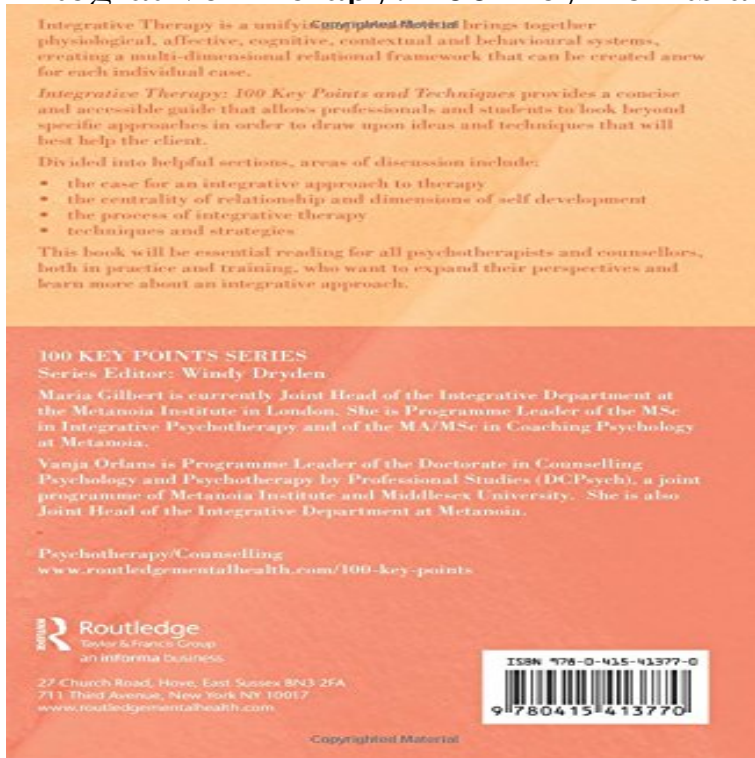 Integrative Therapy is a unifying brings together
Copyrighted Material
physiological, affective, cognitive, contextual and behavioural systems,
creating a multi-dimensional relational framework that can be created anew
for each individual case.
Integrative Therapy: 100 Key Points and Techniques provides a concise
and accessible guide that allows professionals and students to look beyond
specific approaches in order to draw upon ideas and techniques that will
best help the client.
Divided into helpful sections, areas of discussion include:
• the case for an integrative approach to therapy
• the centrality of relationship and dimensions of self development
• the process of integrative therapy
• techniques and strategies
This book will be essential reading for all psychotherapists and counsellors,
both in practice and training, who want to expand their perspectives and
learn more about an integrative approach.
100 KEY POINTS SERIES
Series Editor: Windy Dryden
Maria Gilbert is currently Joint Head of the Integrative Department at
the Metanoia Institute in London. She is Programme Leader of the MSc
in Integrative Psychotherapy and of the MA/MSc in Coaching Psychology
at Metanoia.
Vanja Orlans is Programme Leader of the Doctorate in Counselling
Psychology and Psychotherapy by Professional Studies (DCPsych), a joint
programme of Metanoia Institute and Middlesex University. She is also
Joint Head of the Integrative Department at Metanoia.
Psychotherapy/Counselling
www.routledgementalhealth.com/100-key-points
ROUTLEDGE
Routledge
Taylor & Francis Group
an informa business
27 Church Road, Hove, East Sussex BN3 2FA
711 Third Avenue, New York NY 10017
www.routledgementalhealth.com
ISBN 978-0-415-41377-0
9 780415 413770
Copyrighted Material